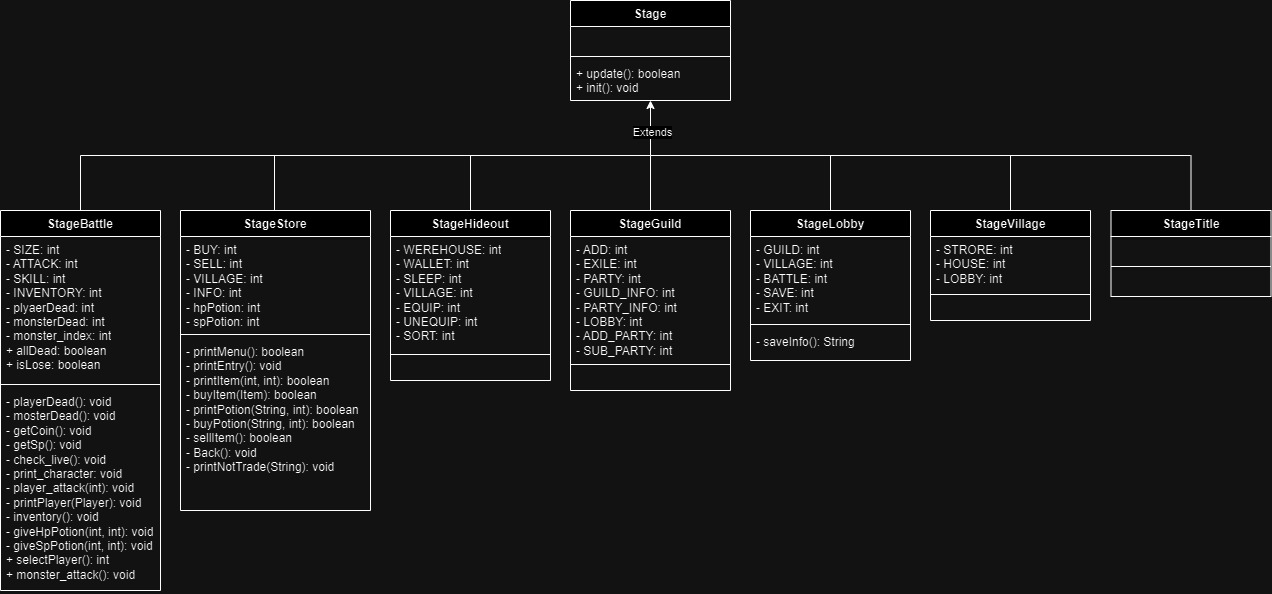 Stage
+ update(): boolean
+ init(): void
Extends
StageBattle
- SIZE: int
- ATTACK: int
- SKILL: int
- INVENTORY: int
- plyaerDead: int
- monsterDead: int
- monster_index: int
+ allDead: boolean
+ isLose: boolean
- playerDead(): void
- mosterDead(): void
- getCoin(): void
- getSp(): void
- check_live(): void
- print_character: void
- player_attack(int): void
- printPlayer(Player): void
- inventory(): void
- giveHpPotion(int, int): void
- giveSpPotion(int, int): void
+ selectPlayer(): int
+ monster_attack(): void
StageStore
- BUY: int
- SELL: int
- VILLAGE: int
- INFO: int
- hpPotion: int
- spPotion: int
- printMenu(): boolean
- printEntry(): void
- printItem(int, int): boolean
- buyItem(Item): boolean
- printPotion(String, int): boolean
- buyPotion(String, int): boolean
- sellItem(): boolean
- Back(): void
- printNotTrade(String): void
StageHideout
- WEREHOUSE: int
- WALLET: int
- SLEEP: int
- VILLAGE: int
- EQUIP: int
- UNEQUIP: int
- SORT: int
StageGuild
- ADD: int
- EXILE: int
- PARTY: int
- GUILD_INFO: int
- PARTY_INFO: int
- LOBBY: int
- ADD_PARTY: int
- SUB_PARTY: int
StageLobby
- GUILD: int
- VILLAGE: int
- BATTLE: int
- SAVE: int
- EXIT: int
- saveInfo(): String
StageVillage
- STRORE: int
- HOUSE: int
- LOBBY: int
StageTitle